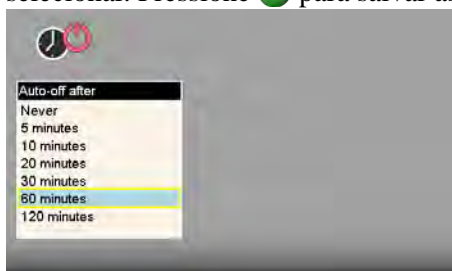 selecionar. Pressione para salvar a
Auto-off after
Never
5 minutes
10 minutes
20 minutes
30 minutes
60 minutes
120 minutes